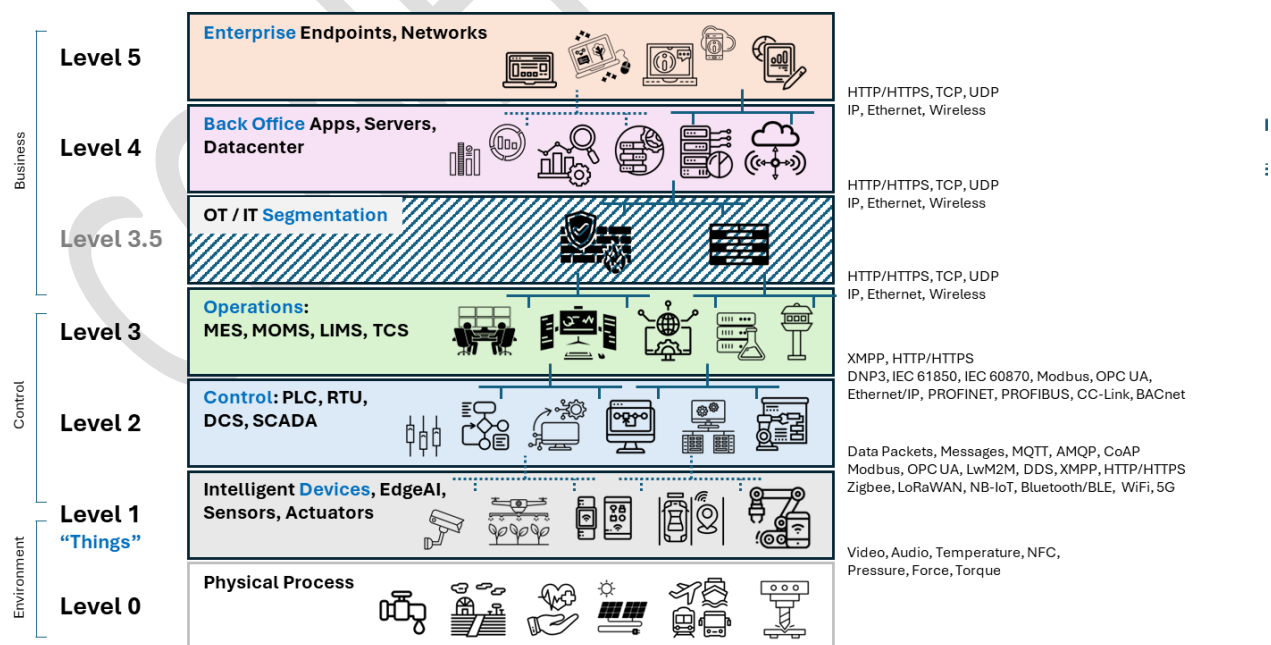 Enterprise Endpoints, Networks
Level 5
HTTP/HTTPS, TCP, UDP
IP, Ethernet, Wireless
Business
Back Office Apps, Servers,
Datacenter
Level 4
HTTP/HTTPS, TCP, UDP
IP, Ethernet, Wireless
OT / IT Segmentation
Level 3.5
HTTP/HTTPS, TCP, UDP
IP, Ethernet, Wireless
Operations:
MES, MOMS, LIMS, TCS
Level 3
XMPP, HTTP/HTTPS
DNP3, IEC 61850, IEC 60870, Modbus, OPC UA,
Ethernet/IP, PROFINET, PROFIBUS, CC-Link, BACnet
Control
Control: PLC, RTU,
DCS, SCADA
Level 2
Data Packets, Messages, MQTT, AMQP, CoAP
Modbus, OPC UA, LwM2M, DDS, XMPP, HTTP/HTTPS
Zigbee, LoRaWAN, NB-IoT, Bluetooth/BLE, WiFi, 5G
Intelligent Devices, EdgeAI,
Sensors, Actuators
Level 1
“Things”
Video, Audio, Temperature, NFC,
Pressure, Force, Torque
Environment
Physical Process
Level 0